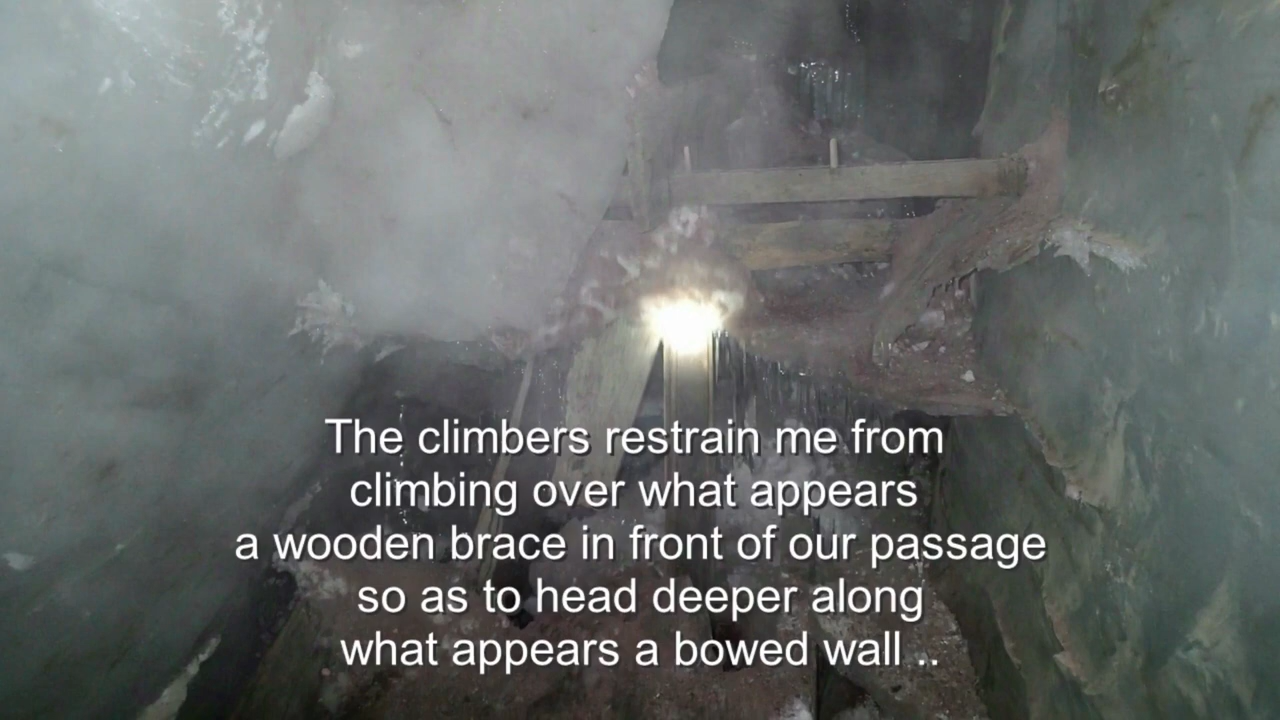 The climbers restrain me from
climbing over what appears
a wooden brace in front of our passage
so as to head deeper along
what appears a bowed wall ..